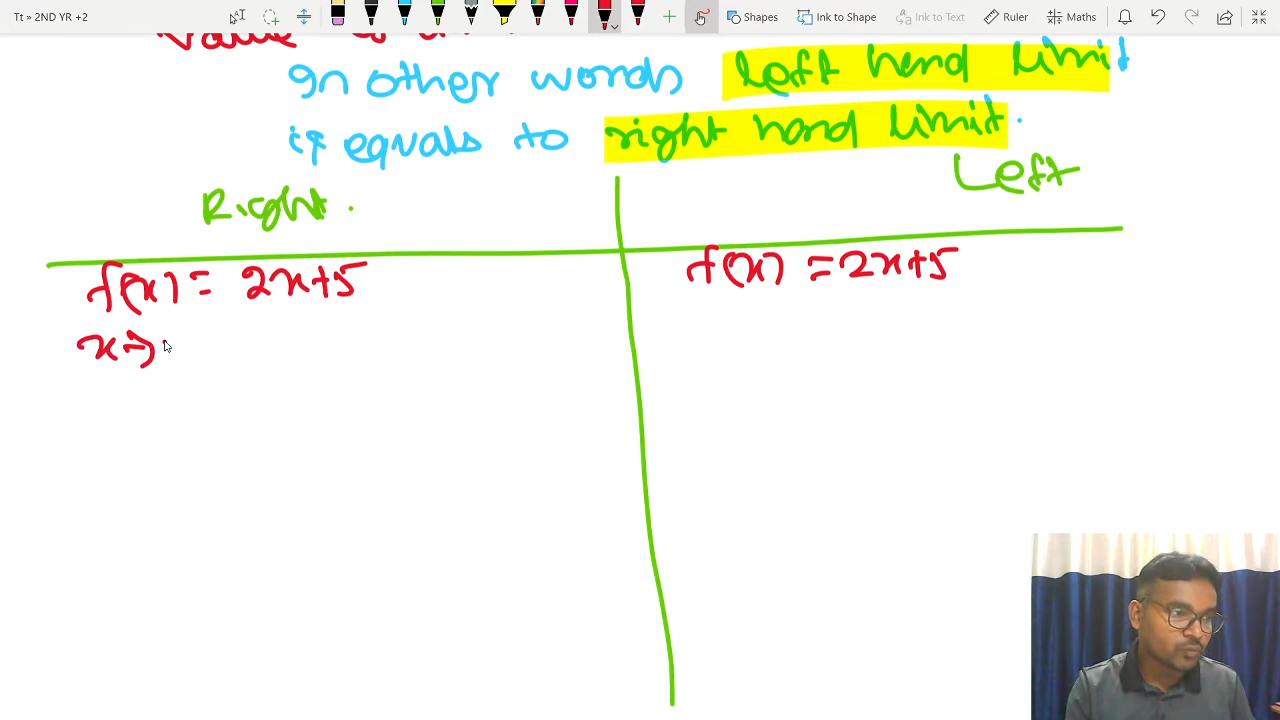 Tt » 2ND YR +2
Shapes
Ink to Shape
Ink to Text
Ruler
Maths
value
In other words left hand limit
is equals to right hand limit.
Right. Left
f(x) = 2x+5 f(x) = 2x+5
x→